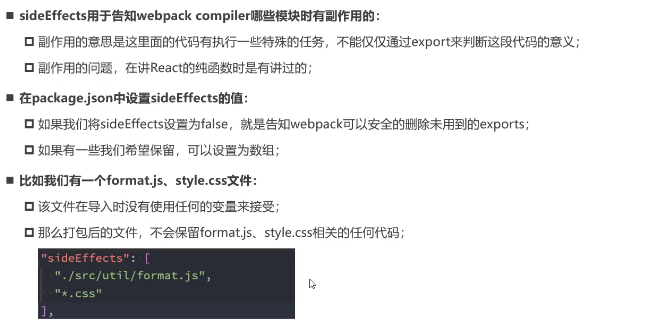 sideEffects用于告知webpack compiler哪些模块时有副作用的：
副作用的意思是这里面的代码有执行一些特殊的任务，不能仅仅通过export来判断这段代码的意义；
副作用的问题，在讲React的纯函数时是有讲过的；
在package.json中设置sideEffects的值：
如果我们将sideEffects设置为false，就是告知webpack可以安全的删除未用到的exports；
如果有一些我们希望保留，可以设置为数组；
比如我们有一个format.js、style.css文件：
该文件在导入时没有使用任何的变量来接受；
那么打包后的文件，不会保留format.js、style.css相关的任何代码；
"sideEffects": [
"./src/util/format.js",
"*.css"
],